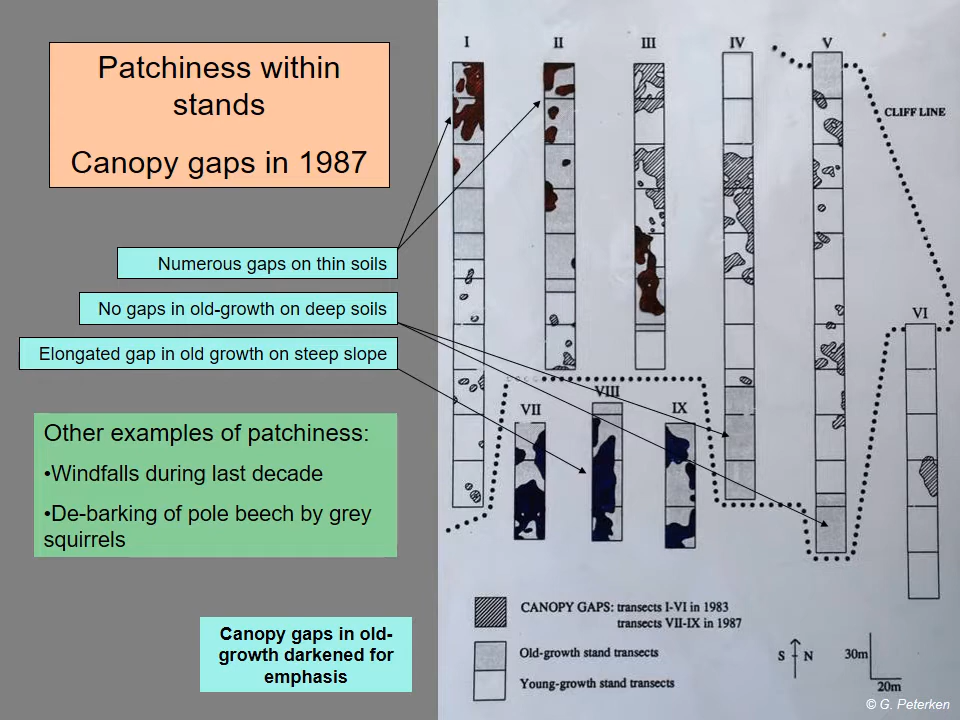 Patchiness within
stands
Canopy gaps in 1987
Numerous gaps on thin soils
No gaps in old-growth on deep soils
Elongated gap in old growth on steep slope
Other examples of patchiness:
•Windfalls during last decade
•De-barking of pole beech by grey
squirrels
Canopy gaps in old-
growth darkened for
emphasis
I II III IV V
CLIFF LINE
VI
VII VIII IX
CANOPY GAPS: transects I-VI in 1983
transects VII-IX in 1987
Old-growth stand transects
Young-growth stand transects
S N
30m
20m
© G. Peterken